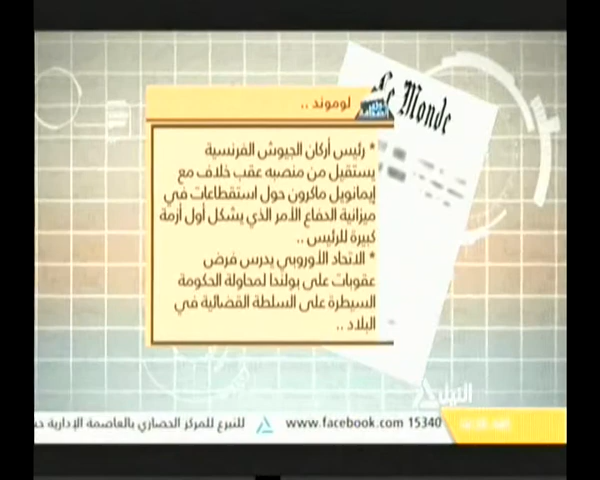 Le Monde
لوموند ..
* رئيس أركان الجيوش الفرنسية
يستقيل من منصبه عقب خلاف مع
إيمانويل ماكرون حول استقطاعات في
ميزانية الدفاع الأمر الذي يشكل أول أزمة
كبيرة للرئيس ..
* الاتحاد الأوروبي يدرس فرض
عقوبات على بولندا لمحاولة الحكومة
السيطرة على السلطة القضائية في
البلاد ..
النيل
www.facebook.com 15340
للتبرع للمركز الحضاري بالعاصمة الإدارية